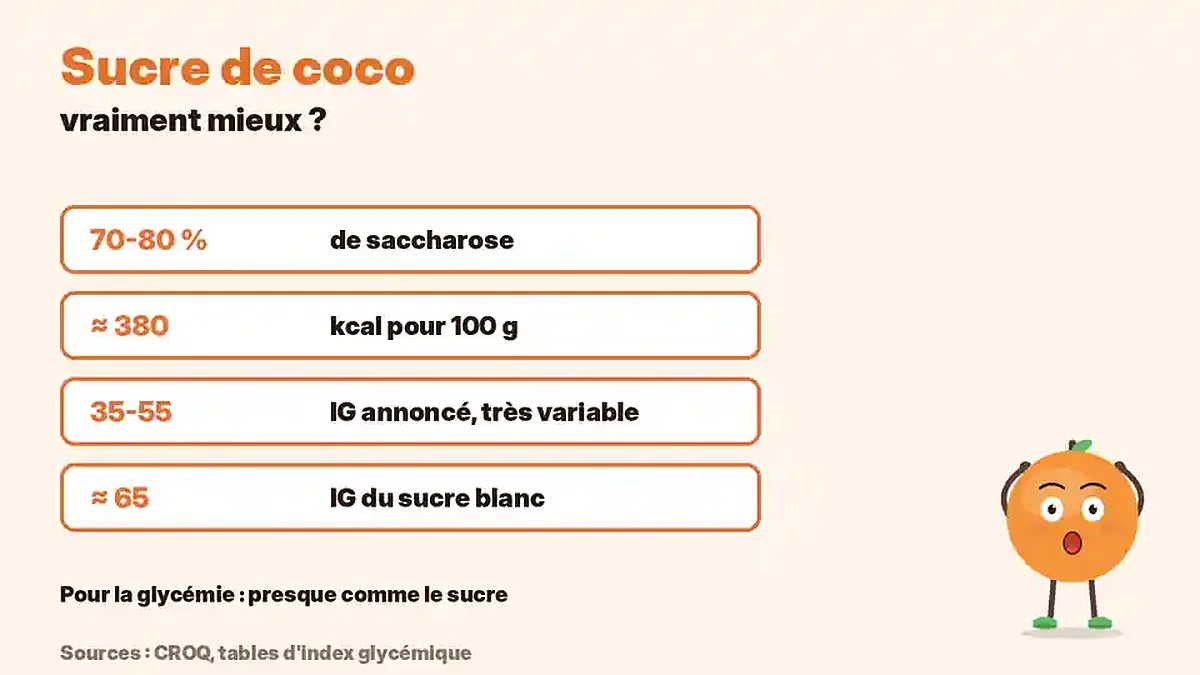 Sucre de coco
vraiment mieux ?
70-80 % de saccharose
≈ 380 kcal pour 100 g
35-55 IG annoncé, très variable
≈ 65 IG du sucre blanc
Pour la glycémie : presque comme le sucre
Sources : CROQ, tables d'index glycémique